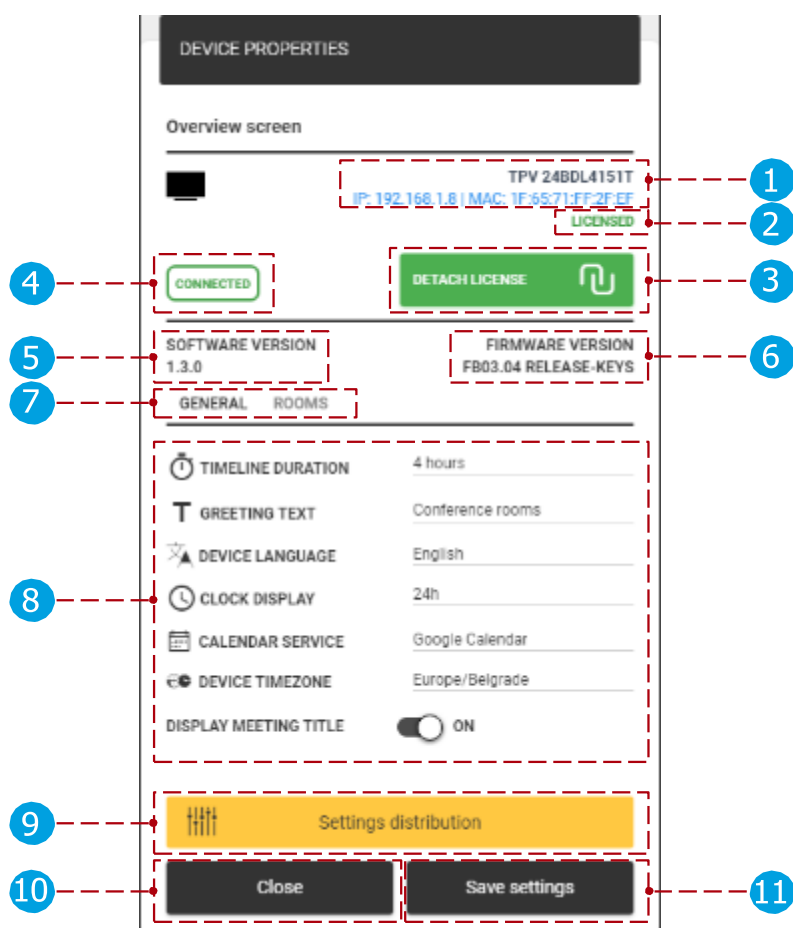 DEVICE PROPERTIES
Overview screen
TPV 24BDL4151T
1
IP: 192.168.1.8 | MAC: 1F:65:71:FF:2F:EF
LICENSED
2
4
CONNECTED
DETACH LICENSE
3
5
SOFTWARE VERSION
1.3.0
FIRMWARE VERSION
FB03.04 RELEASE-KEYS
6
7
GENERAL ROOMS
TIMELINE DURATION 4 hours
GREETING TEXT Conference rooms
DEVICE LANGUAGE English
8
CLOCK DISPLAY 24h
CALENDAR SERVICE Google Calendar
DEVICE TIMEZONE Europe/Belgrade
DISPLAY MEETING TITLE ON
9
Settings distribution
10
Close
Save settings
11